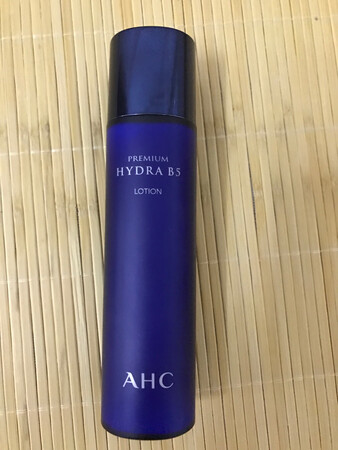 PREMIUM
HYDRA B5
LOTION
AHC